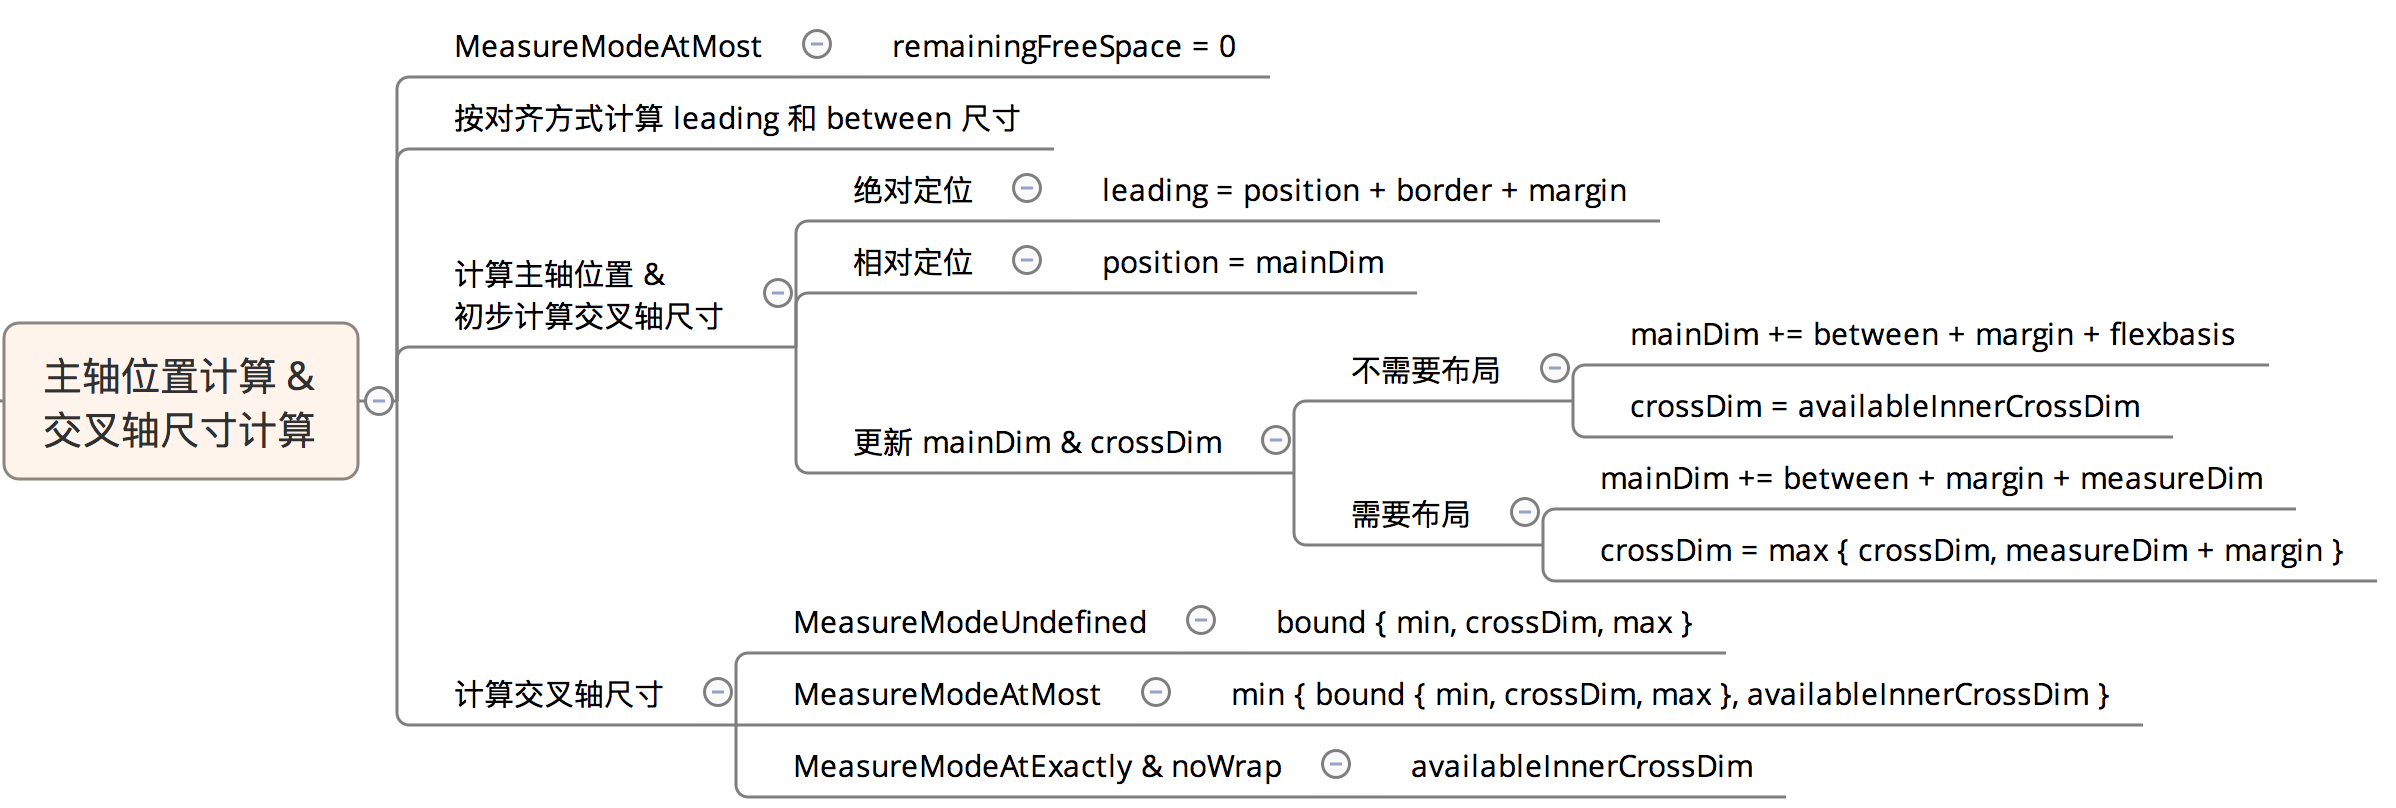 主轴位置计算 &
交叉轴尺寸计算
MeasureModeAtMost
remainingFreeSpace = 0
按对齐方式计算 leading 和 between 尺寸
计算主轴位置 &
初步计算交叉轴尺寸
绝对定位
leading = position + border + margin
相对定位
position = mainDim
更新 mainDim & crossDim
不需要布局
mainDim += between + margin + flexbasis
crossDim = availableInnerCrossDim
需要布局
mainDim += between + margin + measureDim
crossDim = max { crossDim, measureDim + margin }
计算交叉轴尺寸
MeasureModeUndefined
bound { min, crossDim, max }
MeasureModeAtMost
min { bound { min, crossDim, max }, availableInnerCrossDim }
MeasureModeAtExactly & noWrap
availableInnerCrossDim